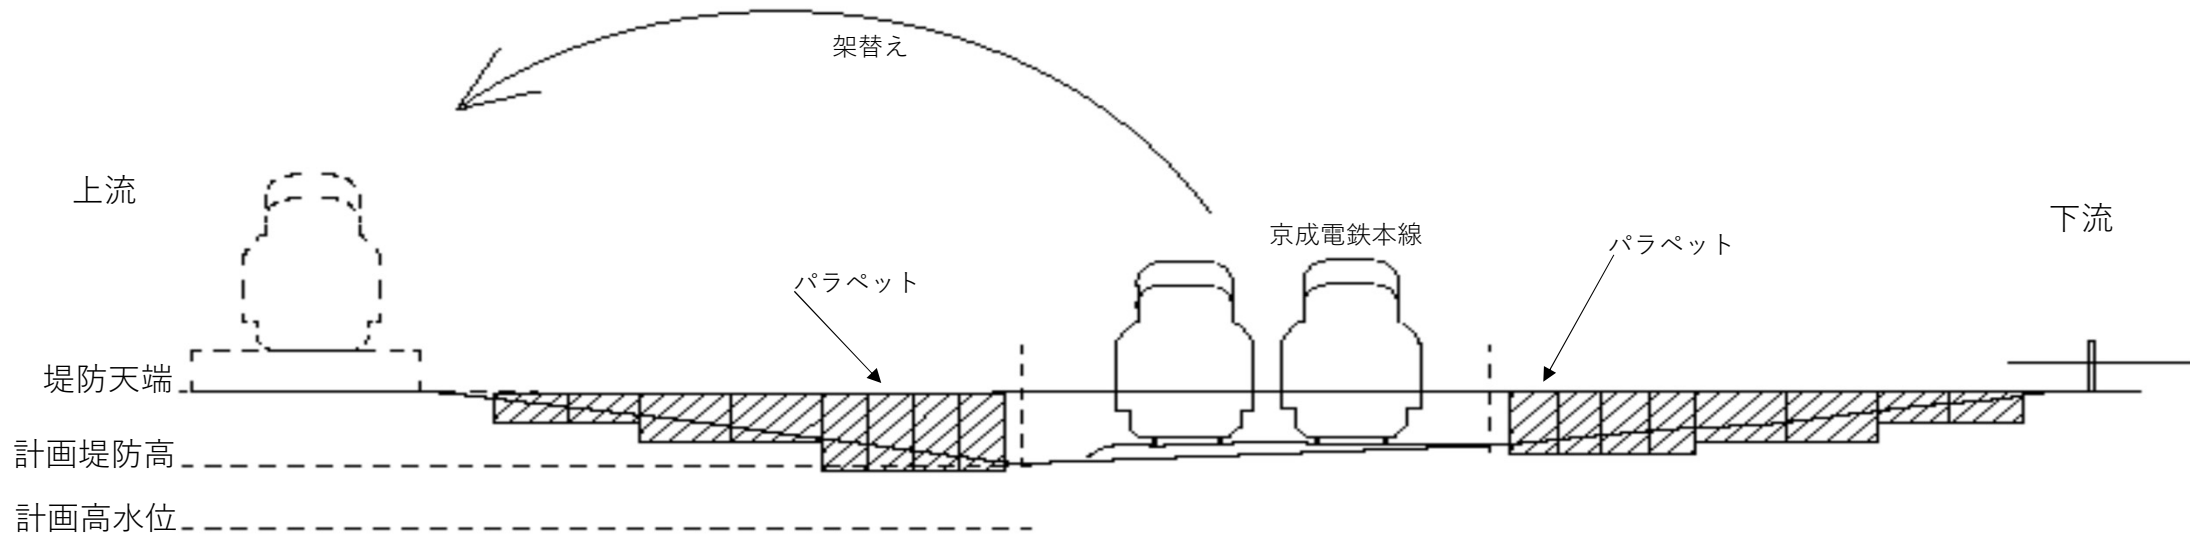 架替え
上流
下流
京成電鉄本線
パラペット
パラペット
堤防天端
計画堤防高
計画高水位